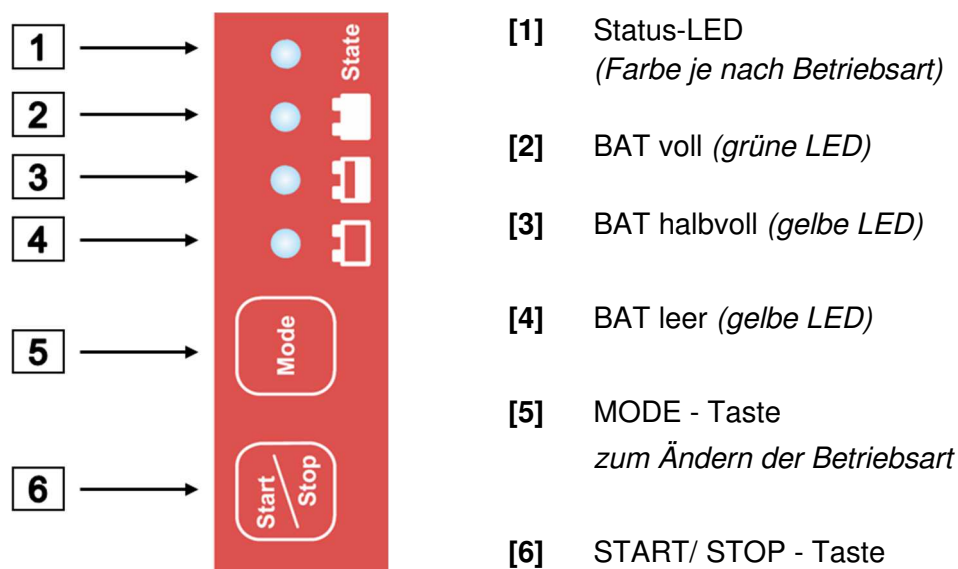 1
State
2
3
4
5
Mode
6
Start
Stop
[1] Status-LED
(Farbe je nach Betriebsart)
[2] BAT voll (grüne LED)
[3] BAT halbvoll (gelbe LED)
[4] BAT leer (gelbe LED)
[5] MODE - Taste
zum Ändern der Betriebsart
[6] START/ STOP - Taste